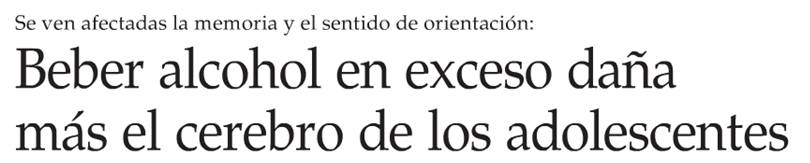 Se ven afectadas la memoria y el sentido de orientación:
Beber alcohol en exceso daña
más el cerebro de los adolescentes